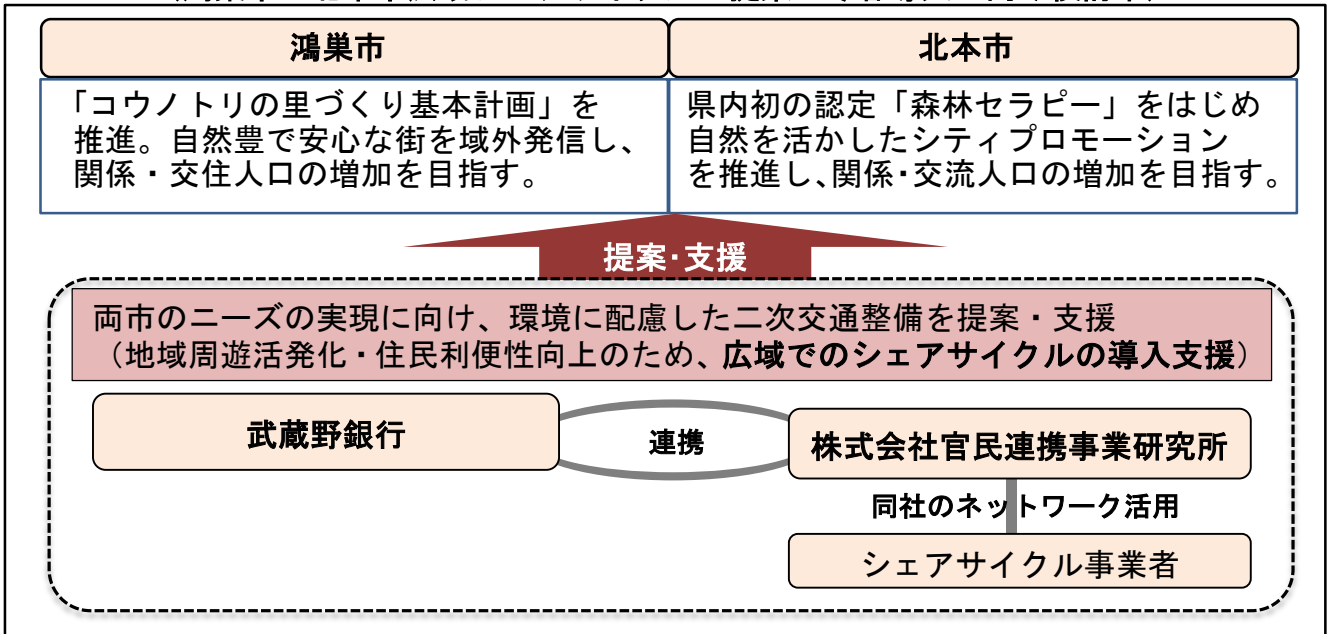 鴻巣市
北本市
「コウノトリの里づくり基本計画」を
推進。自然豊で安心な街を域外発信し、
関係・交住人口の増加を目指す。
県内初の認定「森林セラピー」をはじめ
自然を活かしたシティプロモーション
を推進し、関係・交流人口の増加を目指す。
提案・支援
両市のニーズの実現に向け、環境に配慮した二次交通整備を提案・支援
（地域周遊活発化・住民利便性向上のため、広域でのシェアサイクルの導入支援）
武蔵野銀行
連携
株式会社官民連携事業研究所
同社のネットワーク活用
シェアサイクル事業者